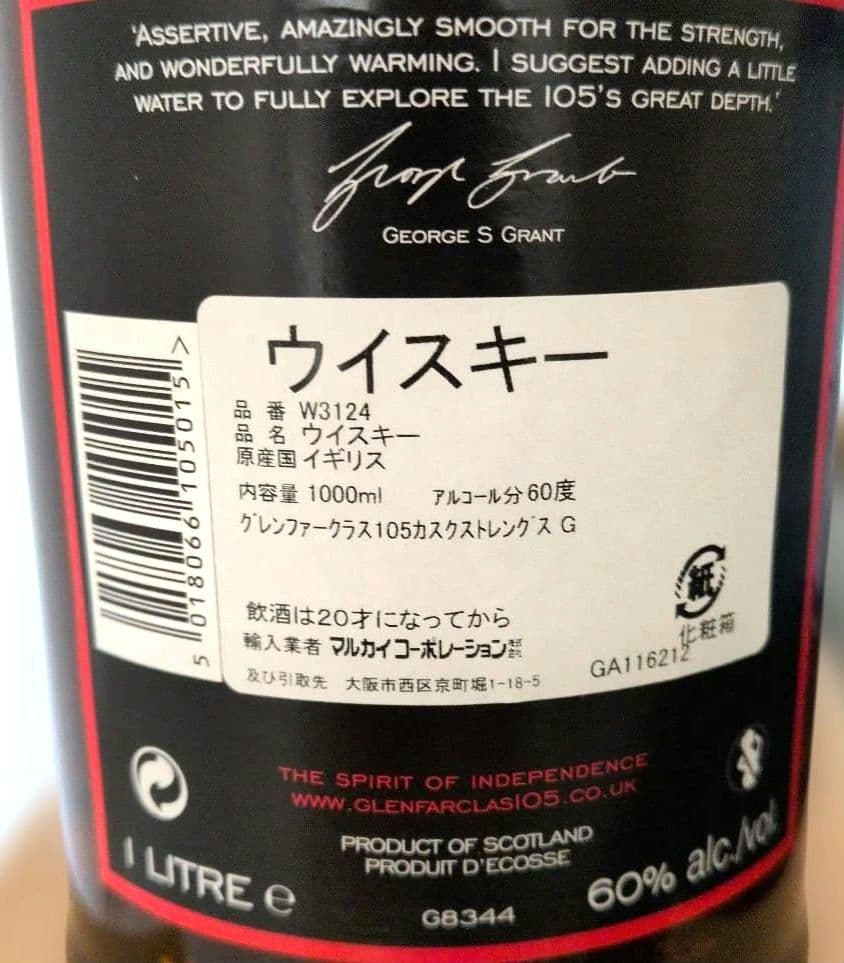 'ASSERTIVE, AMAZINGLY SMOOTH FOR THE STRENGTH,
AND WONDERFULLY WARMING. I SUGGEST ADDING A LITTLE
WATER TO FULLY EXPLORE THE 105'S GREAT DEPTH.'
George Grant
GEORGE S GRANT
ウイスキー
品 番 W3124
品 名 ウイスキー
原産国 イギリス
内容量 1000ml アルコール分 60度
グレンファークラス105カスクストレングス G
飲酒は20才になってから
輸入業者 マルカイコーポレーション株式会社
及び引取先 大阪市西区京町堀1-18-5
紙
化粧箱
GA116212
5 018066 105015 >
THE SPIRIT OF INDEPENDENCE
WWW.GLENFARCLAS105.CO.UK
PRODUCT OF SCOTLAND
PRODUIT D'ECOSSE
1 LITRE e
60% alc./vol.
G8344